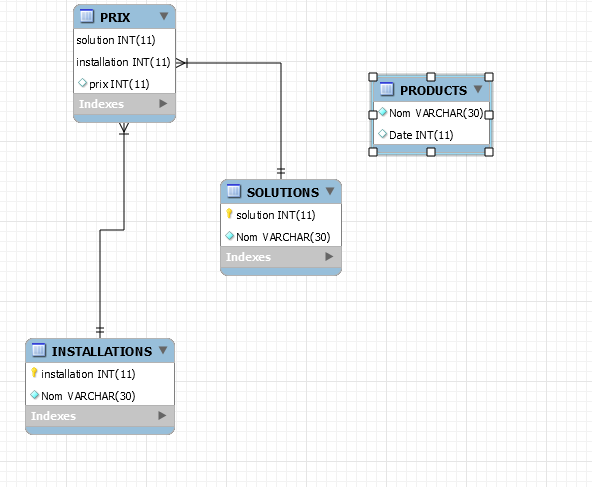 PRIX
solution INT(11)
installation INT(11)
prix INT(11)
Indexes
PRODUCTS
Nom VARCHAR(30)
Date INT(11)
SOLUTIONS
solution INT(11)
Nom VARCHAR(30)
Indexes
INSTALLATIONS
installation INT(11)
Nom VARCHAR(30)
Indexes